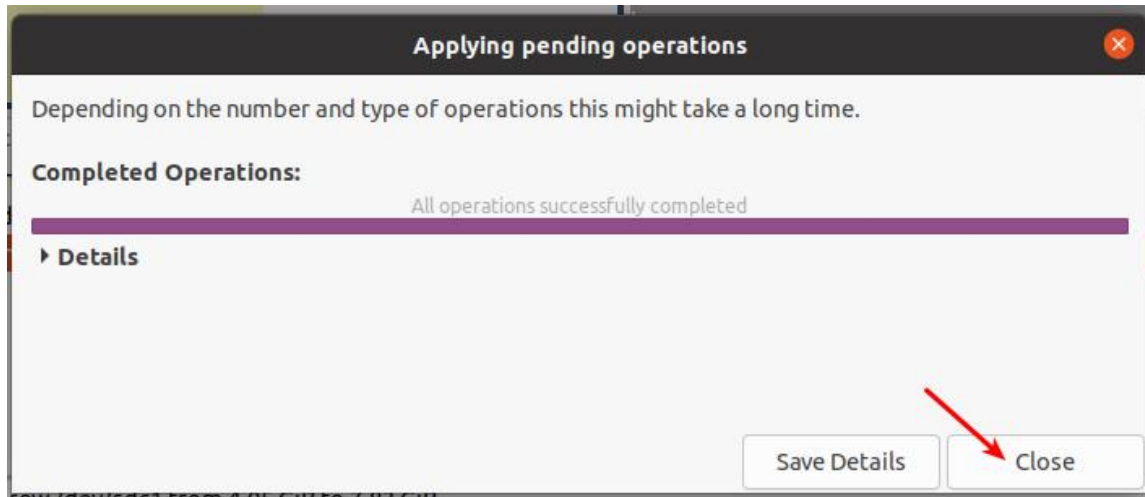 Applying pending operations
Depending on the number and type of operations this might take a long time.
Completed Operations:
All operations successfully completed
Details
Save Details
Close